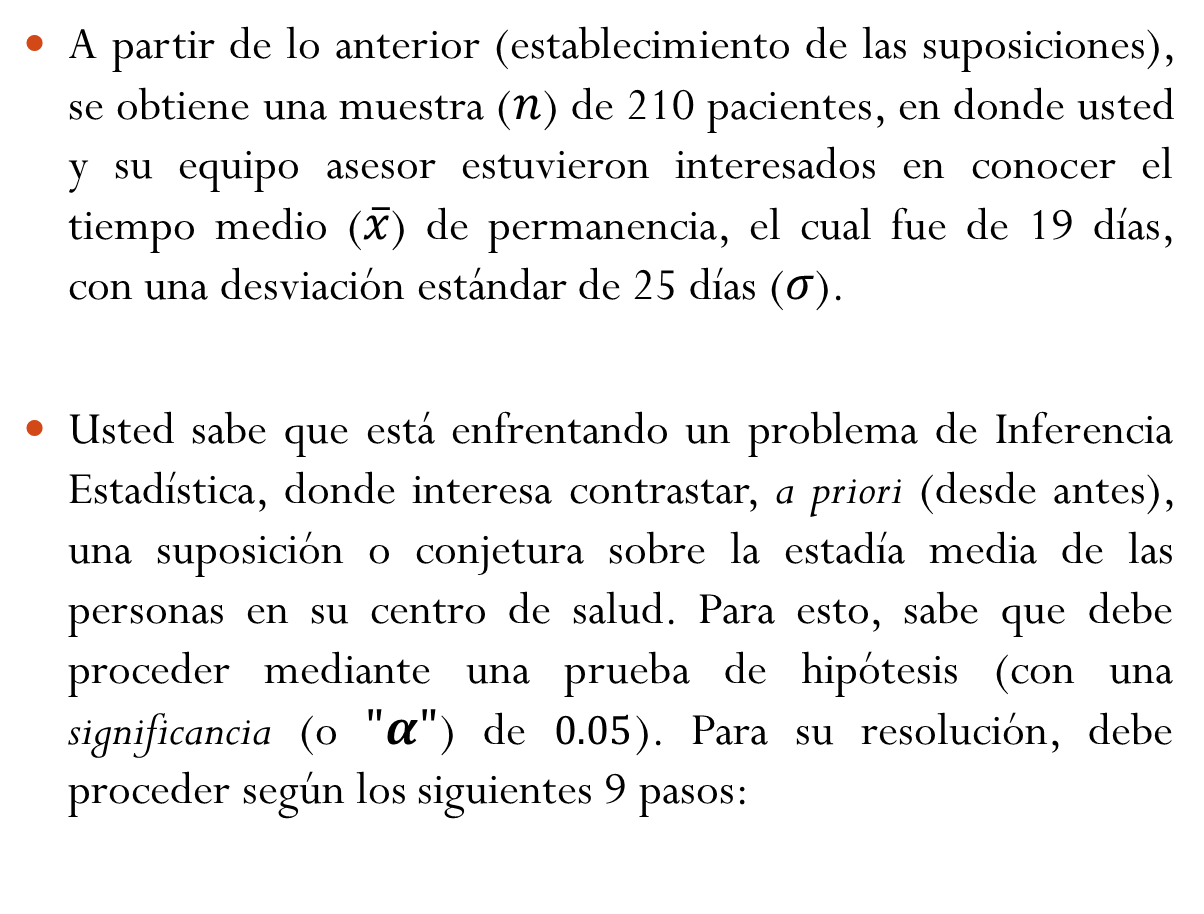 • A partir de lo anterior (establecimiento de las suposiciones),
se obtiene una muestra (n) de 210 pacientes, en donde usted
y su equipo asesor estuvieron interesados en conocer el
tiempo medio (x̄) de permanencia, el cual fue de 19 días,
con una desviación estándar de 25 días (σ).
• Usted sabe que está enfrentando un problema de Inferencia
Estadística, donde interesa contrastar, a priori (desde antes),
una suposición o conjetura sobre la estadía media de las
personas en su centro de salud. Para esto, sabe que debe
proceder mediante una prueba de hipótesis (con una
significancia (o "α") de 0.05). Para su resolución, debe
proceder según los siguientes 9 pasos: